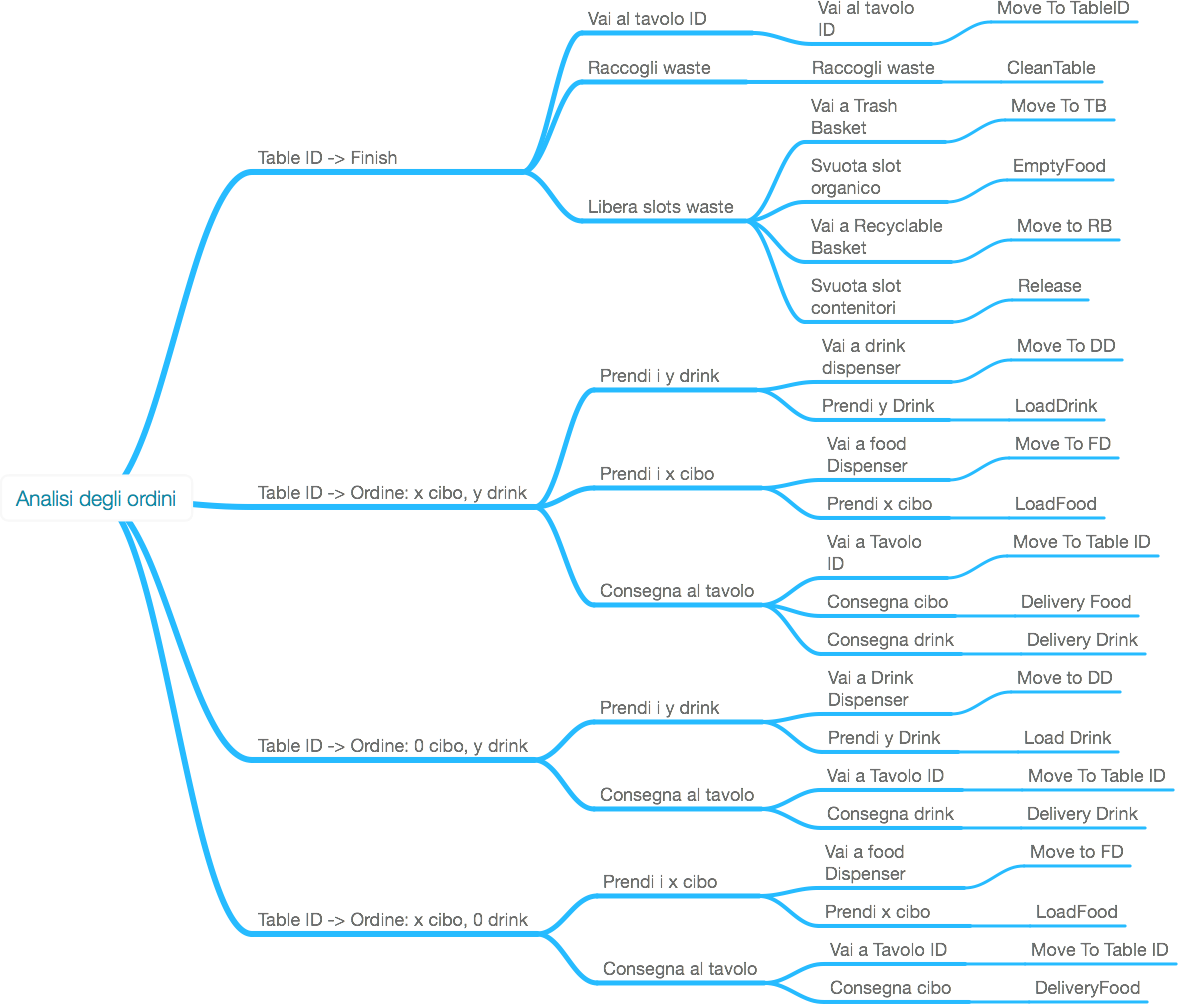 Analisi degli ordini
Table ID -> Finish
Vai al tavolo ID
Vai al tavolo
ID
Move To TableID
Raccogli waste
Raccogli waste
CleanTable
Libera slots waste
Vai a Trash
Basket
Move To TB
Svuota slot
organico
EmptyFood
Vai a Recyclable
Basket
Move to RB
Svuota slot
contenitori
Release
Table ID -> Ordine: x cibo, y drink
Prendi i y drink
Vai a drink
dispenser
Move To DD
Prendi y Drink
LoadDrink
Prendi i x cibo
Vai a food
Dispenser
Move To FD
Prendi x cibo
LoadFood
Consegna al tavolo
Vai a Tavolo
ID
Move To Table ID
Consegna cibo
Delivery Food
Consegna drink
Delivery Drink
Table ID -> Ordine: 0 cibo, y drink
Prendi i y drink
Vai a Drink
Dispenser
Move to DD
Prendi y Drink
Load Drink
Consegna al tavolo
Vai a Tavolo ID
Move To Table ID
Consegna drink
Delivery Drink
Table ID -> Ordine: x cibo, 0 drink
Prendi i x cibo
Vai a food
Dispenser
Move to FD
Prendi x cibo
LoadFood
Consegna al tavolo
Vai a Tavolo ID
Move To Table ID
Consegna cibo
DeliveryFood